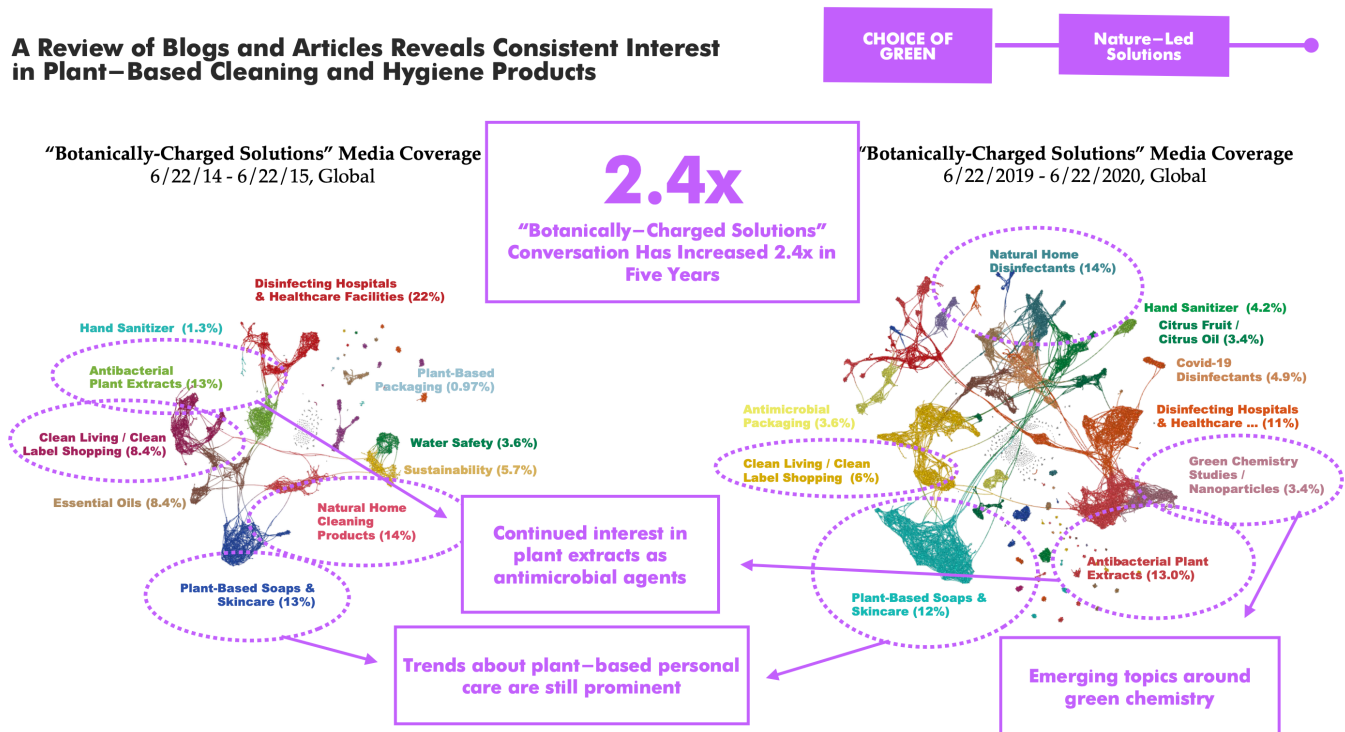 A Review of Blogs and Articles Reveals Consistent Interest
in Plant–Based Cleaning and Hygiene Products
CHOICE OF
GREEN
Nature–Led
Solutions
“Botanically-Charged Solutions” Media Coverage
6/22/14 - 6/22/15, Global
2.4x
“Botanically–Charged Solutions”
Conversation Has Increased 2.4x in
Five Years
“Botanically-Charged Solutions” Media Coverage
6/22/2019 - 6/22/2020, Global
Disinfecting Hospitals
& Healthcare Facilities (22%)
Hand Sanitizer (1.3%)
Antibacterial
Plant Extracts (13%)
Plant-Based
Packaging (0.97%)
Clean Living / Clean
Label Shopping (8.4%)
Water Safety (3.6%)
Sustainability (5.7%)
Essential Oils (8.4%)
Natural Home
Cleaning
Products (14%)
Plant-Based Soaps &
Skincare (13%)
Natural Home
Disinfectants (14%)
Hand Sanitizer (4.2%)
Citrus Fruit /
Citrus Oil (3.4%)
Covid-19
Disinfectants (4.9%)
Antimicrobial
Packaging (3.6%)
Disinfecting Hospitals
& Healthcare ... (11%)
Clean Living / Clean
Label Shopping (6%)
Green Chemistry
Studies /
Nanoparticles (3.4%)
Antibacterial Plant
Extracts (13.0%)
Plant-Based Soaps &
Skincare (12%)
Continued interest in
plant extracts as
antimicrobial agents
Trends about plant–based personal
care are still prominent
Emerging topics around
green chemistry